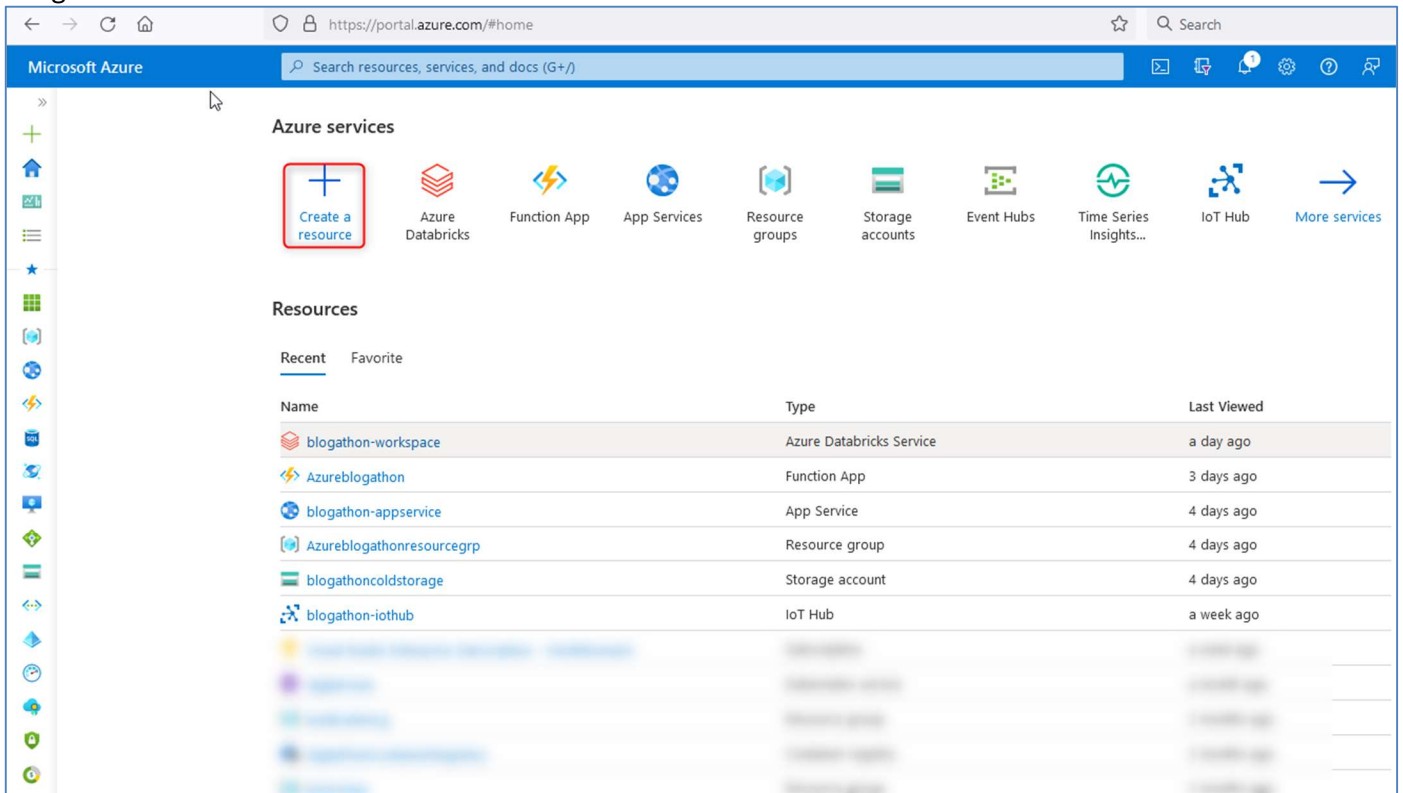 https://portal.azure.com/#home
Search
Microsoft Azure
Search resources, services, and docs (G+/)
1
Azure services
Create a resource
Azure Databricks
Function App
App Services
Resource groups
Storage accounts
Event Hubs
Time Series Insights...
IoT Hub
More services
Resources
Recent Favorite
Name Type Last Viewed
blogathon-workspace Azure Databricks Service a day ago
Azureblogathon Function App 3 days ago
blogathon-appservice App Service 4 days ago
Azureblogathonresourcegrp Resource group 4 days ago
blogathoncoldstorage Storage account 4 days ago
blogathon-iothub IoT Hub a week ago